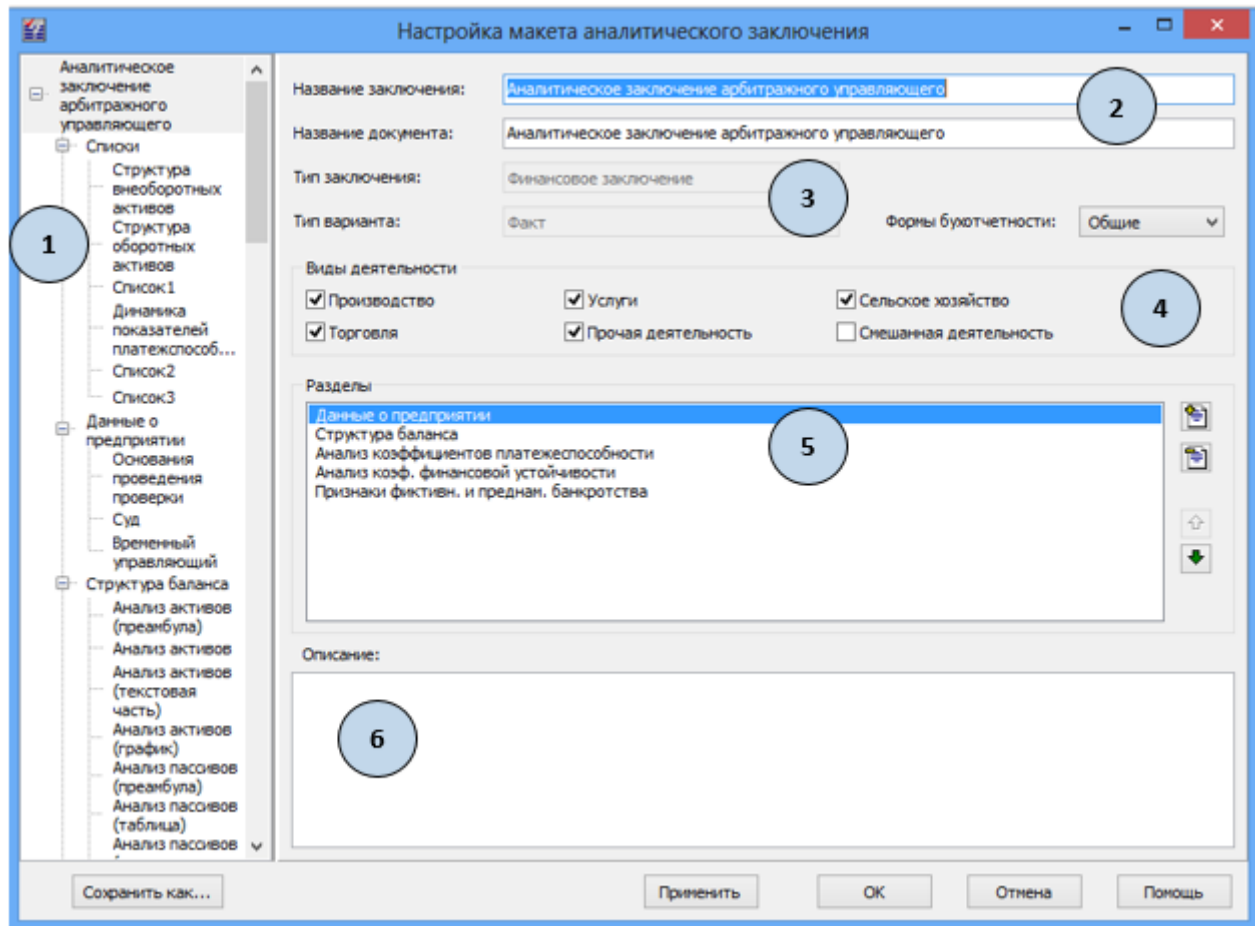 Настройка макета аналитического заключения
Аналитическое
заключение
арбитражного
управляющего
Списки
Структура
внеоборотных
активов
Структура
оборотных
активов
Список1
Динамика
показателей
платежспособ...
Список2
Список3
Данные о
предприятии
Основания
проведения
проверки
Суд
Временный
управляющий
Структура баланса
Анализ активов
(преамбула)
Анализ активов
Анализ активов
(текстовая
часть)
Анализ активов
(график)
Анализ пассивов
(преамбула)
Анализ пассивов
(таблица)
Анализ пассивов
1
Название заключения: Аналитическое заключение арбитражного управляющего
2
Название документа: Аналитическое заключение арбитражного управляющего
Тип заключения: Финансовое заключение
3
Тип варианта: Факт Формы бухотчетности: Общие
Виды деятельности
Производство Услуги Сельское хозяйство
4
Торговля Прочая деятельность Смешанная деятельность
Разделы
Данные о предприятии
Структура баланса
Анализ коэффициентов платежеспособности
5
Анализ коэф. финансовой устойчивости
Признаки фиктивн. и преднам. банкротства
Описание:
6
Сохранить как... Применить ОК Отмена Помощь